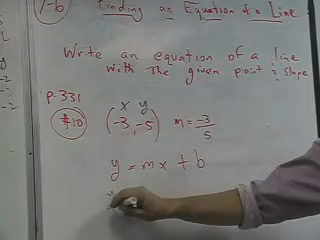 1-6 Finding an Equation of a Line
Write an equation of a line
with the given point & slope
p.331
x y
#10 (-3,-5) m = -3/5
y = mx + b